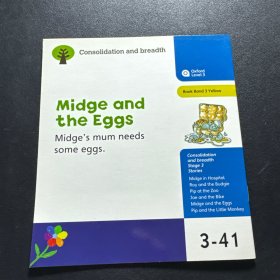 Consolidation and breadth
Oxford
Level 3
Book Band 3 Yellow
Midge and
the Eggs
Midge's mum needs
some eggs.
Consolidation
and breadth
Stage 2
Stories
Midge in Hospital
Roy and the Budgie
Pip at the Zoo
Joe and the Bike
Midge and the Eggs
Pip and the Little Monkey
3-41